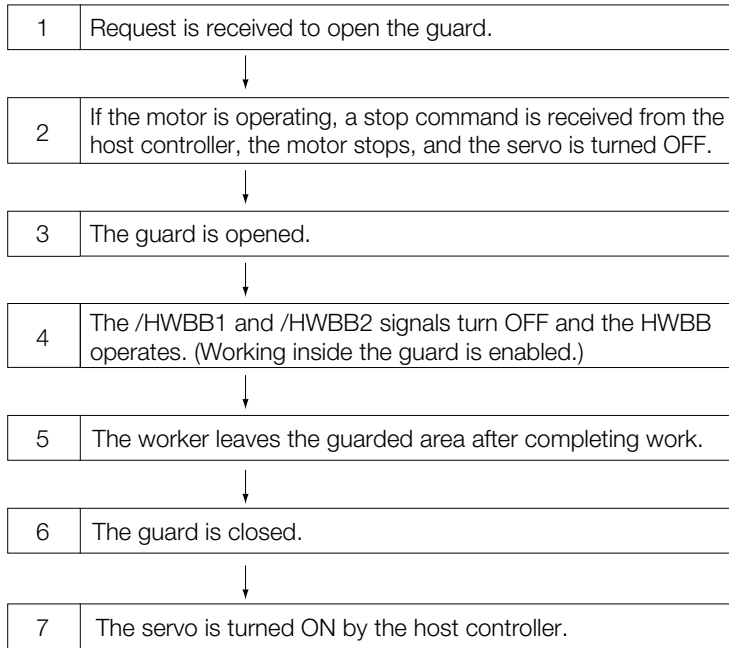 1 Request is received to open the guard.
2 If the motor is operating, a stop command is received from the
host controller, the motor stops, and the servo is turned OFF.
3 The guard is opened.
4 The /HWBB1 and /HWBB2 signals turn OFF and the HWBB
operates. (Working inside the guard is enabled.)
5 The worker leaves the guarded area after completing work.
6 The guard is closed.
7 The servo is turned ON by the host controller.